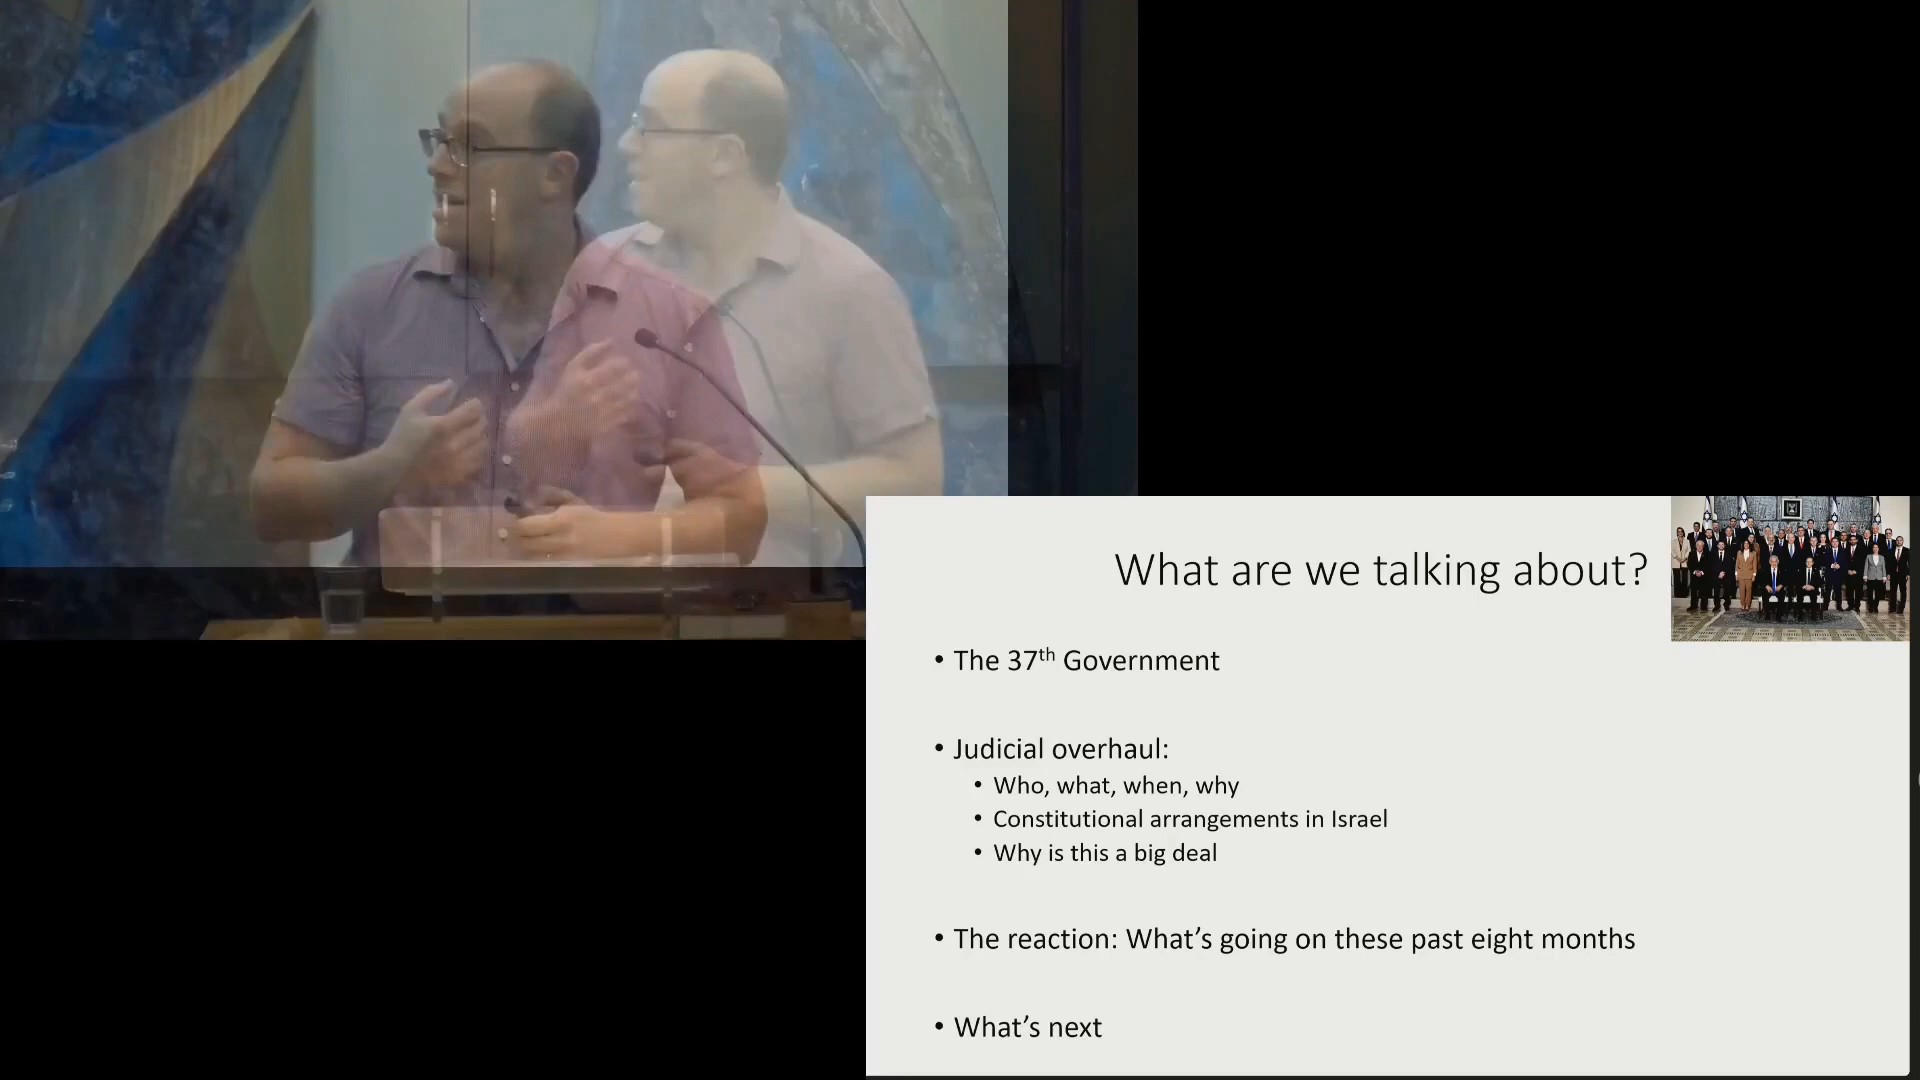 What are we talking about?
• The 37th Government
• Judicial overhaul:
• Who, what, when, why
• Constitutional arrangements in Israel
• Why is this a big deal
• The reaction: What’s going on these past eight months
• What’s next